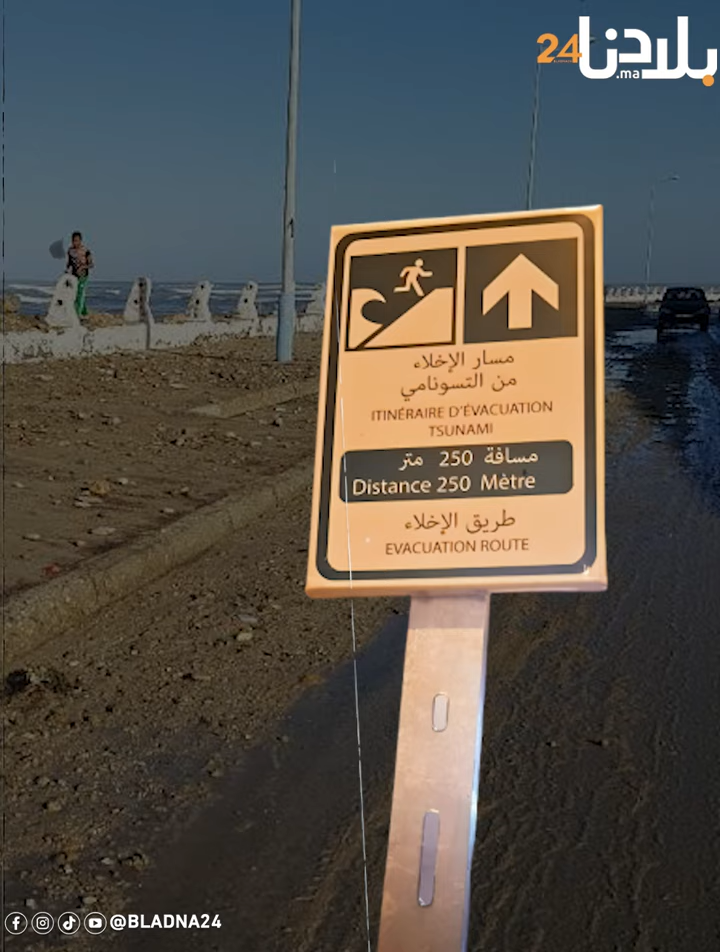 بلادنا 24
.ma
مسار الإخلاء
من التسونامي
ITINÉRAIRE D'ÉVACUATION
TSUNAMI
مسافة 250 متر
Distance 250 Mètre
طريق الإخلاء
EVACUATION ROUTE
@BLADNA24